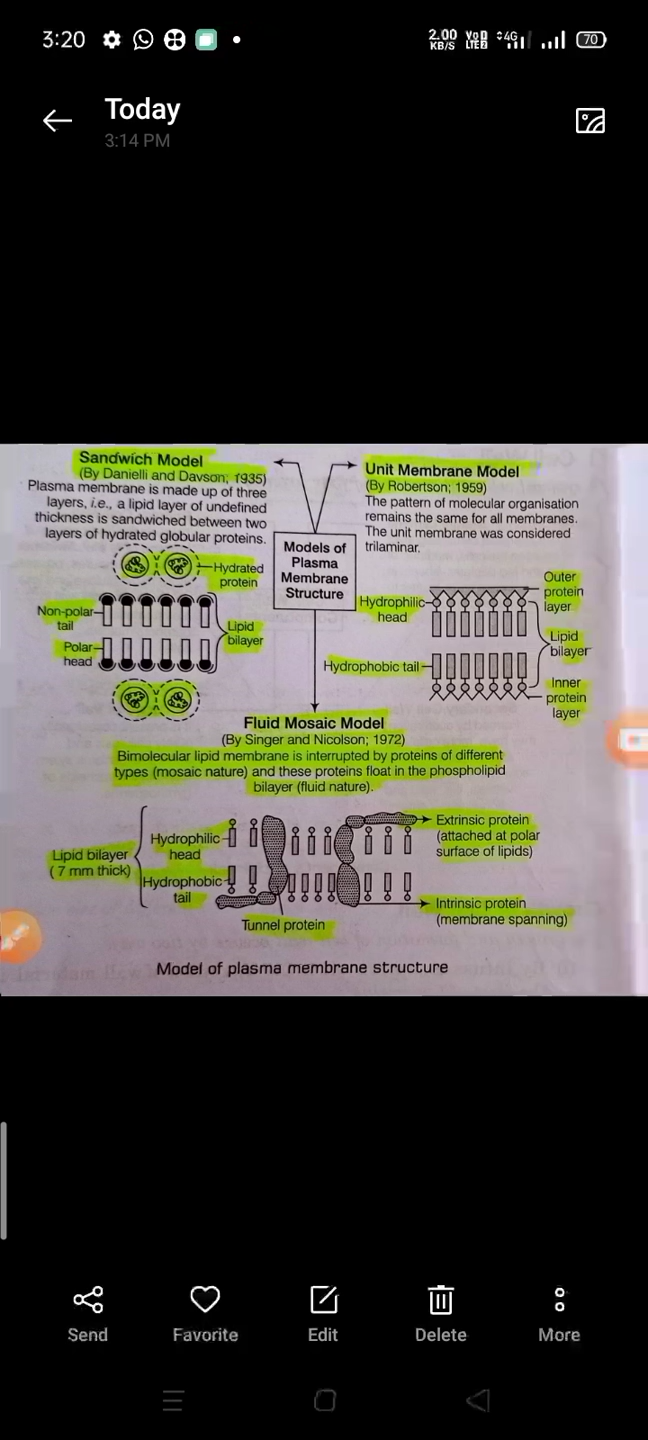 3:20
2.00 KB/S VoD LTE2 4G 70
Today
3:14 PM
Sandwich Model
(By Danielli and Davson; 1935)
Plasma membrane is made up of three
layers, i.e., a lipid layer of undefined
thickness is sandwiched between two
layers of hydrated globular proteins.
Hydrated
protein
Non-polar
tail
Polar
head
Lipid
bilayer
Models of
Plasma
Membrane
Structure
Unit Membrane Model
(By Robertson; 1959)
The pattern of molecular organisation
remains the same for all membranes.
The unit membrane was considered
trilaminar.
Hydrophilic
head
Hydrophobic tail
Outer
protein
layer
Lipid
bilayer
Inner
protein
layer
Fluid Mosaic Model
(By Singer and Nicolson; 1972)
Bimolecular lipid membrane is interrupted by proteins of different
types (mosaic nature) and these proteins float in the phospholipid
bilayer (fluid nature).
Lipid bilayer
(7 mm thick)
Hydrophilic
head
Hydrophobic
tail
Tunnel protein
Extrinsic protein
(attached at polar
surface of lipids)
Intrinsic protein
(membrane spanning)
Model of plasma membrane structure
Send
Favorite
Edit
Delete
More